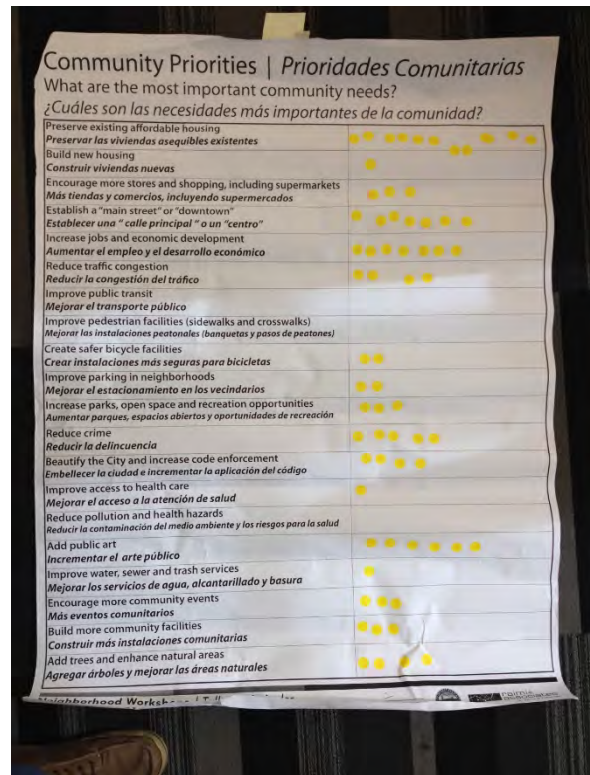 Community Priorities | Prioridades Comunitarias
What are the most important community needs?
¿Cuáles son las necesidades más importantes de la comunidad?
Preserve existing affordable housing
Preservar las viviendas asequibles existentes
Build new housing
Construir viviendas nuevas
Encourage more stores and shopping, including supermarkets
Más tiendas y comercios, incluyendo supermercados
Establish a "main street" or "downtown"
Establecer una " calle principal " o un "centro"
Increase jobs and economic development
Aumentar el empleo y el desarrollo económico
Reduce traffic congestion
Reducir la congestión del tráfico
Improve public transit
Mejorar el transporte público
Improve pedestrian facilities (sidewalks and crosswalks)
Mejorar las instalaciones peatonales (banquetas y pasos de peatones)
Create safer bicycle facilities
Crear instalaciones más seguras para bicicletas
Improve parking in neighborhoods
Mejorar el estacionamiento en los vecindarios
Increase parks, open space and recreation opportunities
Aumentar parques, espacios abiertos y oportunidades de recreación
Reduce crime
Reducir la delincuencia
Beautify the City and increase code enforcement
Embellecer la ciudad e incrementar la aplicación del código
Improve access to health care
Mejorar el acceso a la atención de salud
Reduce pollution and health hazards
Reducir la contaminación del medio ambiente y los riesgos para la salud
Add public art
Incrementar el arte público
Improve water, sewer and trash services
Mejorar los servicios de agua, alcantarillado y basura
Encourage more community events
Más eventos comunitarios
Build more community facilities
Construir más instalaciones comunitarias
Add trees and enhance natural areas
Agregar árboles y mejorar las áreas naturales
Neighborhood